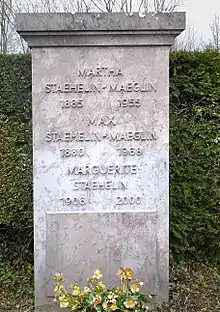 MARTHA
STAEHELIN-MAEGLIN
1885 1955
MAX
STAEHELIN-MAEGLIN
1880 1968
MARGUERITE
STAEHELIN
1906 2000